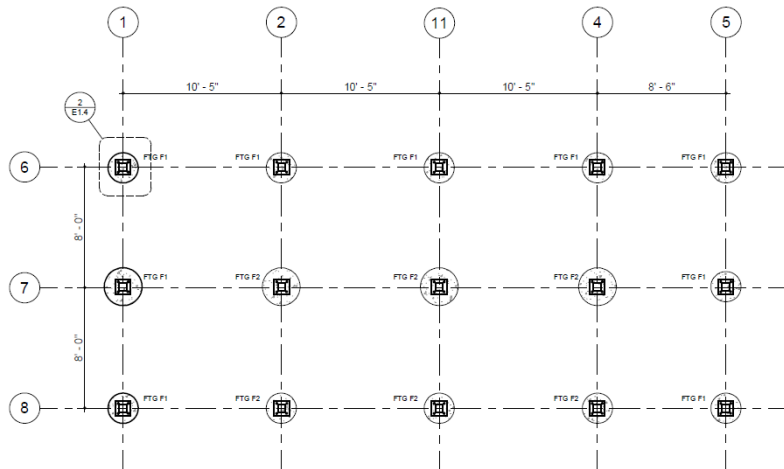 1 2 11 4 5
10' - 5" 10' - 5" 10' - 5" 8' - 6"
2
E1.4
6 FTG F1 FTG F1 FTG F1 FTG F1 FTG F1
8' - 0"
7 FTG F1 FTG F2 FTG F2 FTG F2 FTG F1
8' - 0"
8 FTG F1 FTG F2 FTG F2 FTG F1 FTG F1